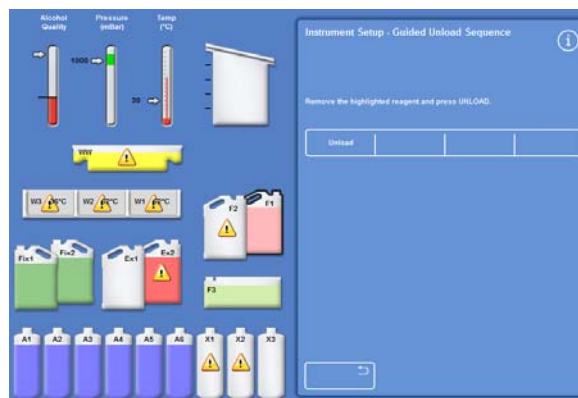 Alcohol Quality
Pressure (mBar)
Temp (°C)
1000
30
Instrument Setup - Guided Unload Sequence
i
Remove the highlighted reagent and press UNLOAD.
Unload
WW
W3
W2
W1
F2
F1
Fix1
Fix2
Ex1
Ex2
F3
A1
A2
A3
A4
A5
A6
X1
X2
X3